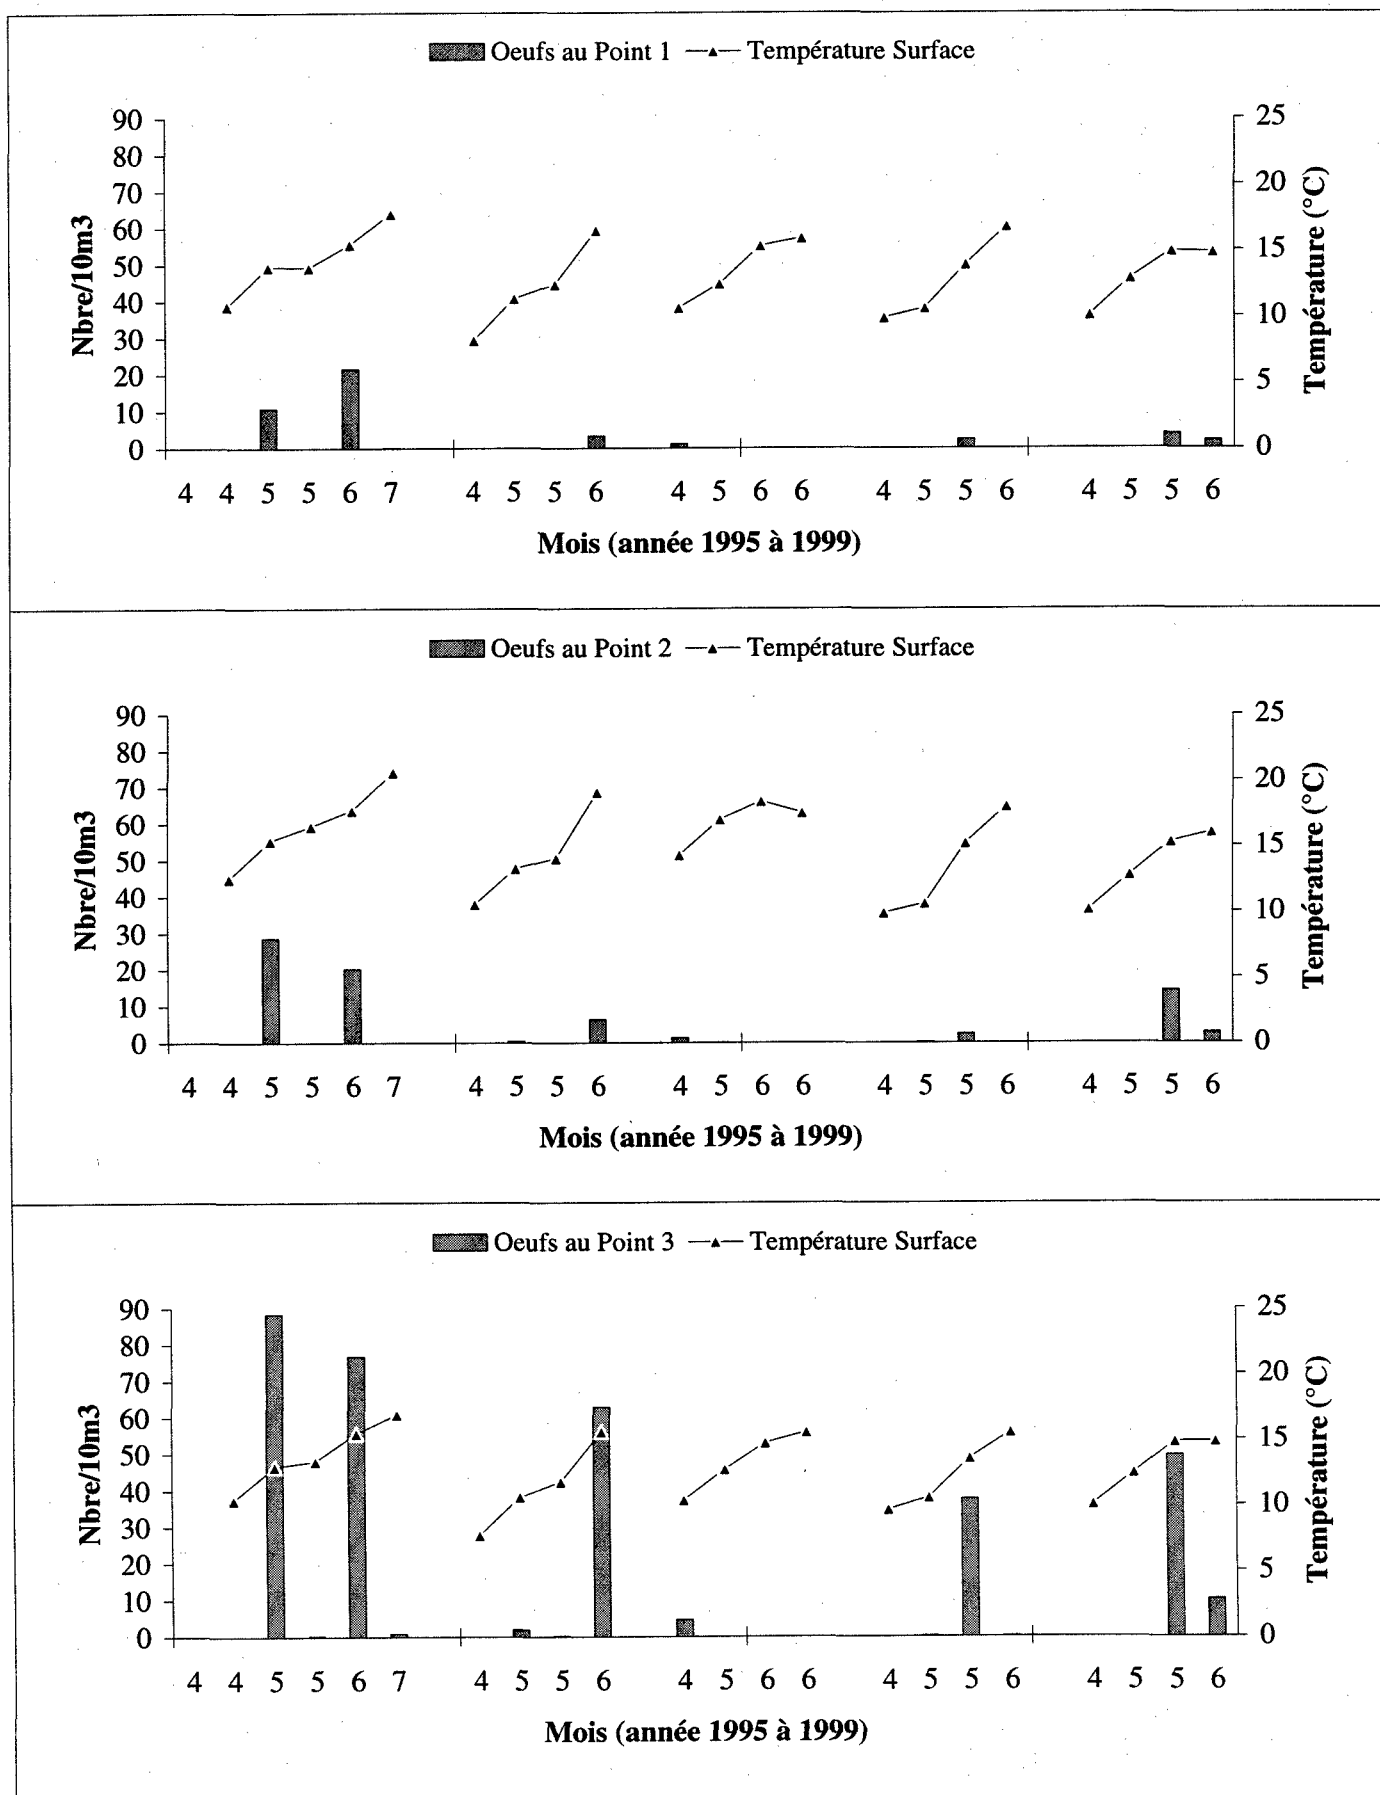 Oeufs au Point 1 Température Surface
90 25
80
70 20
60
50 15
40
30 10
20
10 5
0 0
Nbre/10m3
Température (°C)
4 4 5 5 6 7 4 5 5 6 4 5 6 6 4 5 5 6 4 5 5 6
Mois (année 1995 à 1999)
Oeufs au Point 2 Température Surface
90 25
80
70 20
60
50 15
40
30 10
20
10 5
0 0
Nbre/10m3
Température (°C)
4 4 5 5 6 7 4 5 5 6 4 5 6 6 4 5 5 6 4 5 5 6
Mois (année 1995 à 1999)
Oeufs au Point 3 Température Surface
90 25
80
70 20
60
50 15
40
30 10
20
10 5
0 0
Nbre/10m3
Température (°C)
4 4 5 5 6 7 4 5 5 6 4 5 6 6 4 5 5 6 4 5 5 6
Mois (année 1995 à 1999)